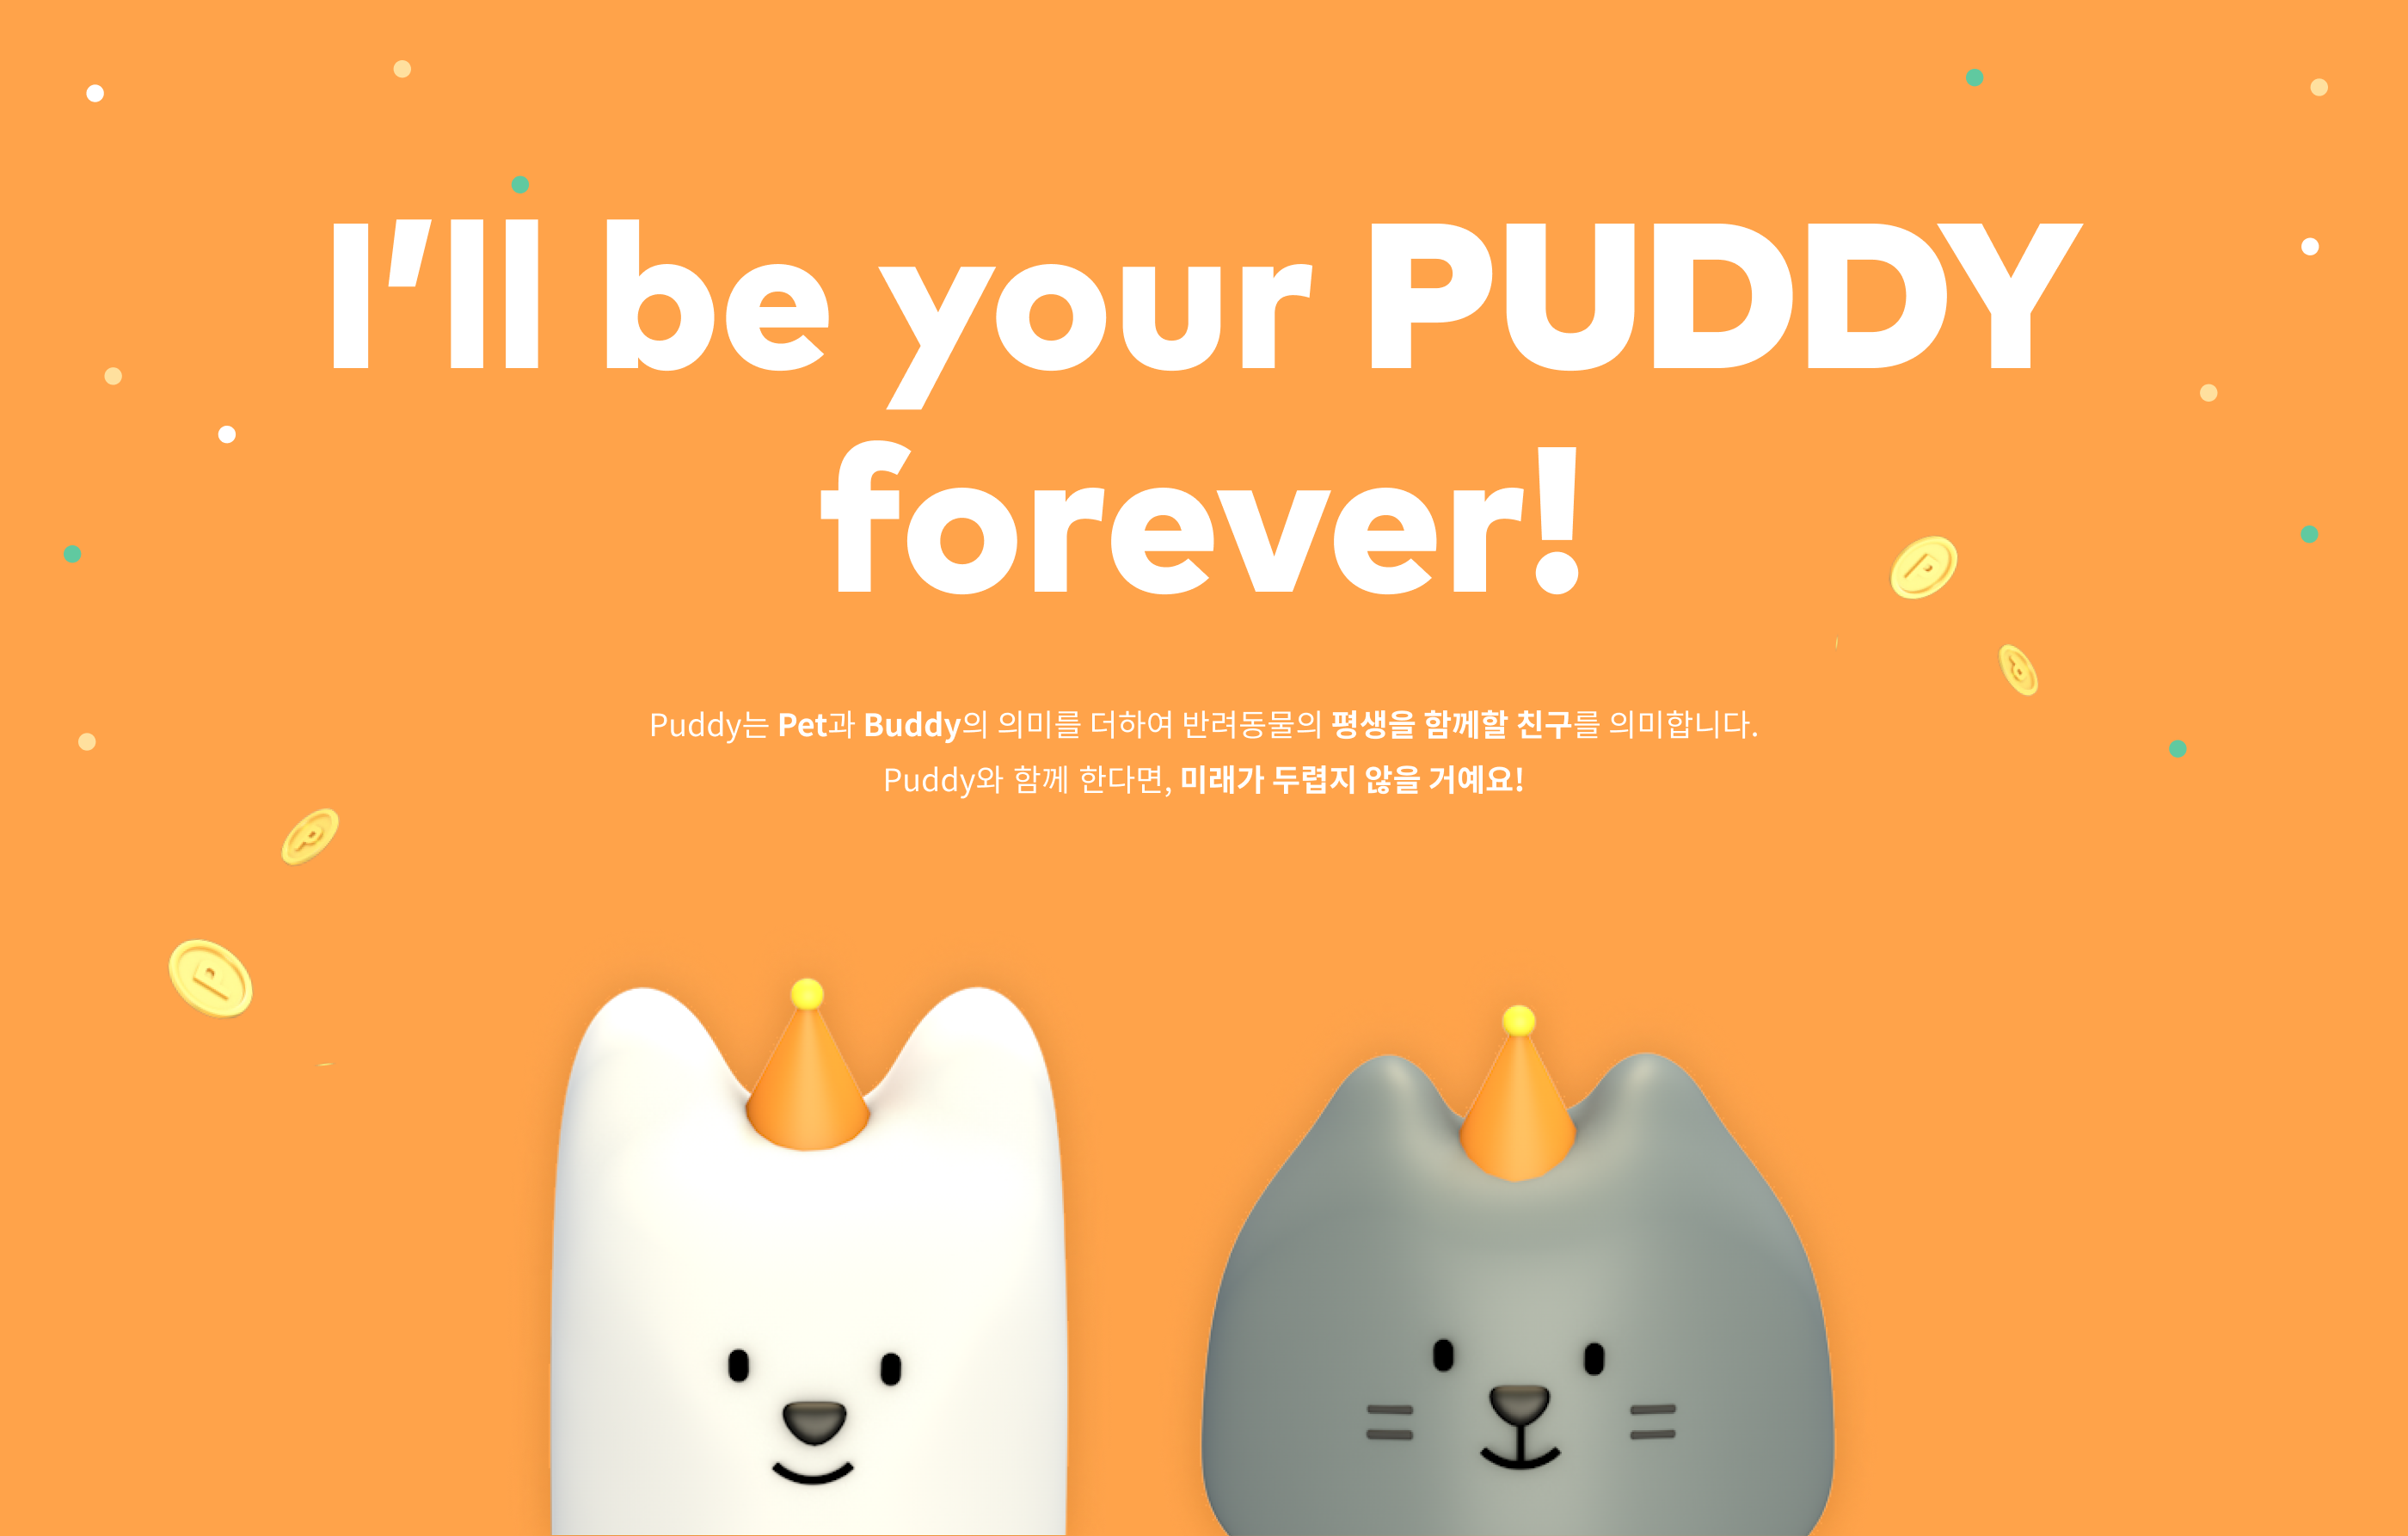 I'll be your PUDDY
forever!
Puddy는 Pet과 Buddy의 의미를 더하여 반려동물의 평생을 함께할 친구를 의미합니다.
Puddy와 함께 한다면, 미래가 두렵지 않을 거예요!
P
P
P
P